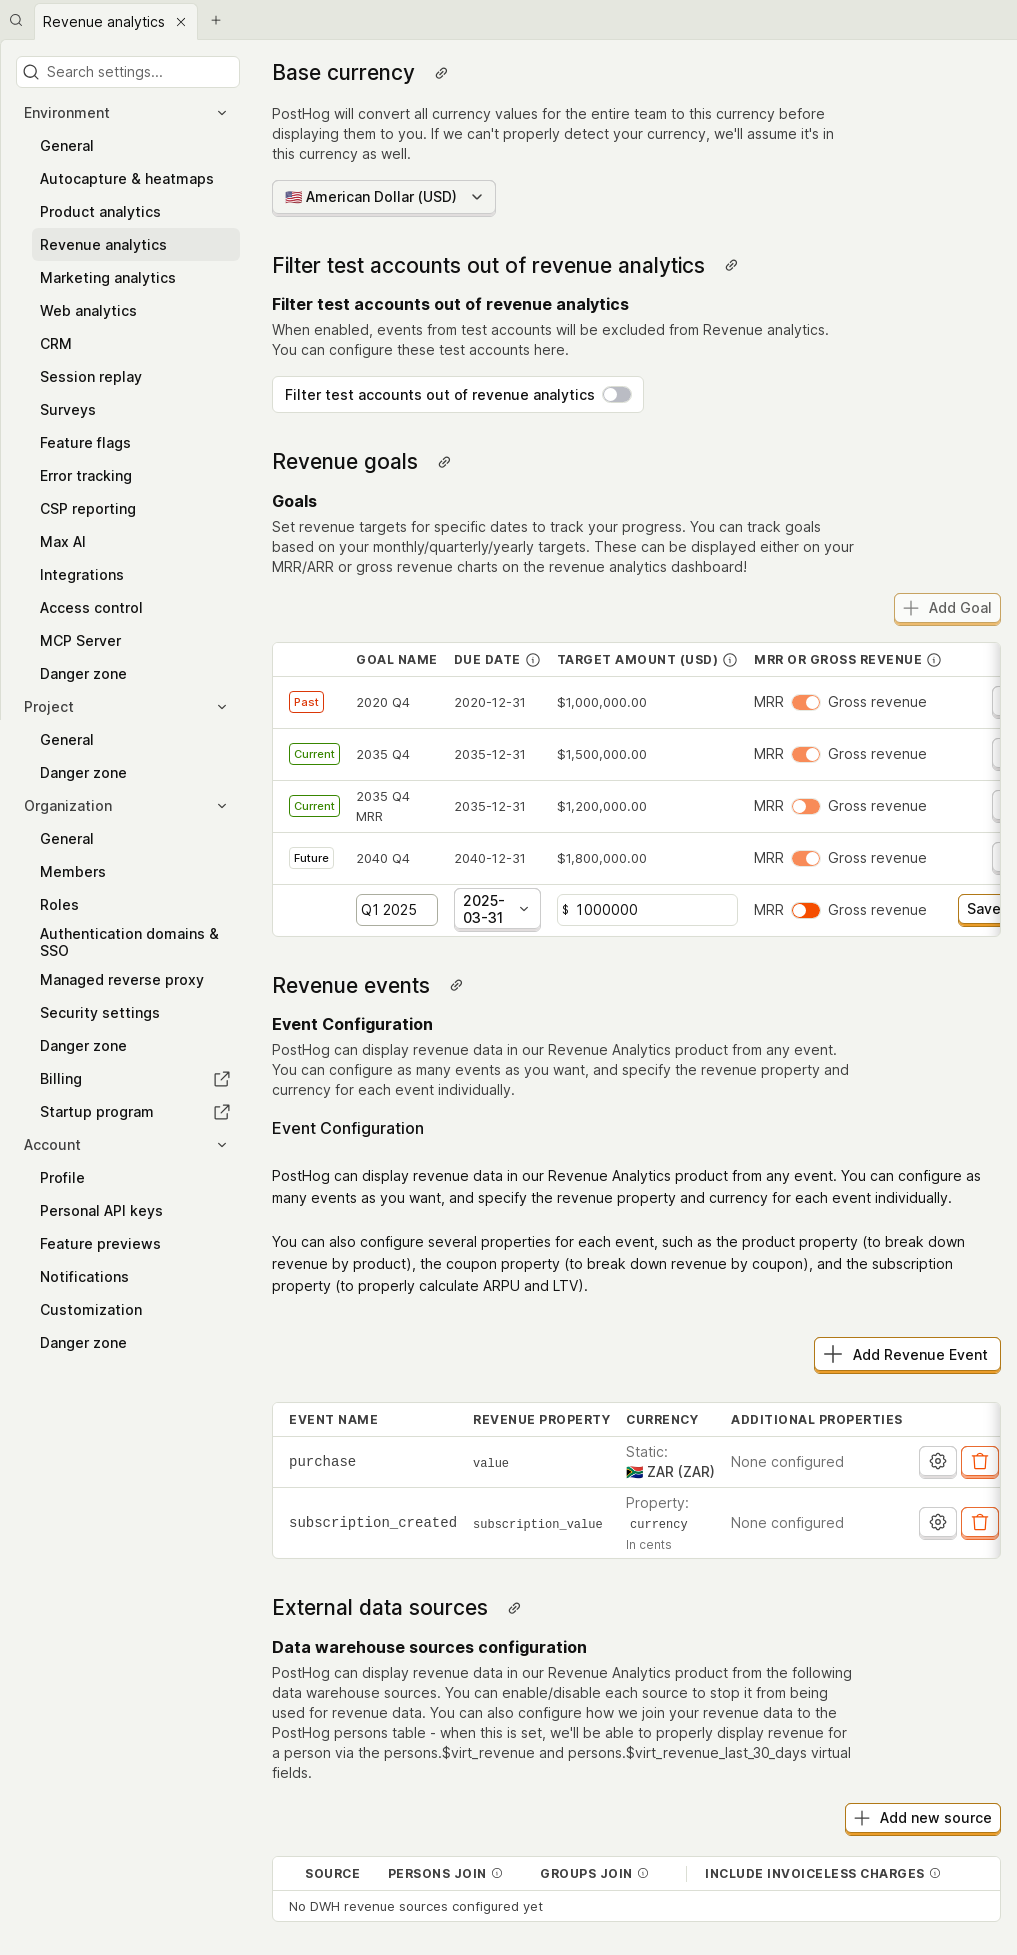 Revenue analytics
Search settings...
Environment
General
Autocapture & heatmaps
Product analytics
Revenue analytics
Marketing analytics
Web analytics
CRM
Session replay
Surveys
Feature flags
Error tracking
CSP reporting
Max AI
Integrations
Access control
MCP Server
Danger zone
Project
General
Danger zone
Organization
General
Members
Roles
Authentication domains &
SSO
Managed reverse proxy
Security settings
Danger zone
Billing
Startup program
Account
Profile
Personal API keys
Feature previews
Notifications
Customization
Danger zone
Base currency
PostHog will convert all currency values for the entire team to this currency before
displaying them to you. If we can't properly detect your currency, we'll assume it's in
this currency as well.
American Dollar (USD)
Filter test accounts out of revenue analytics
Filter test accounts out of revenue analytics
When enabled, events from test accounts will be excluded from Revenue analytics.
You can configure these test accounts here.
Filter test accounts out of revenue analytics
Revenue goals
Goals
Set revenue targets for specific dates to track your progress. You can track goals
based on your monthly/quarterly/yearly targets. These can be displayed either on your
MRR/ARR or gross revenue charts on the revenue analytics dashboard!
Add Goal
GOAL NAME DUE DATE TARGET AMOUNT (USD) MRR OR GROSS REVENUE
Past 2020 Q4 2020-12-31 $1,000,000.00 MRR Gross revenue
Current 2035 Q4 2035-12-31 $1,500,000.00 MRR Gross revenue
Current 2035 Q4 MRR 2035-12-31 $1,200,000.00 MRR Gross revenue
Future 2040 Q4 2040-12-31 $1,800,000.00 MRR Gross revenue
Q1 2025 2025-03-31 $ 1000000 MRR Gross revenue Save
Revenue events
Event Configuration
PostHog can display revenue data in our Revenue Analytics product from any event.
You can configure as many events as you want, and specify the revenue property and
currency for each event individually.
Event Configuration
PostHog can display revenue data in our Revenue Analytics product from any event. You can configure as
many events as you want, and specify the revenue property and currency for each event individually.
You can also configure several properties for each event, such as the product property (to break down
revenue by product), the coupon property (to break down revenue by coupon), and the subscription
property (to properly calculate ARPU and LTV).
Add Revenue Event
EVENT NAME REVENUE PROPERTY CURRENCY ADDITIONAL PROPERTIES
purchase value Static: ZAR (ZAR) None configured
subscription_created subscription_value Property: currency In cents None configured
External data sources
Data warehouse sources configuration
PostHog can display revenue data in our Revenue Analytics product from the following
data warehouse sources. You can enable/disable each source to stop it from being
used for revenue data. You can also configure how we join your revenue data to the
PostHog persons table - when this is set, we'll be able to properly display revenue for
a person via the persons.$virt_revenue and persons.$virt_revenue_last_30_days virtual
fields.
Add new source
SOURCE PERSONS JOIN GROUPS JOIN INCLUDE INVOICELESS CHARGES
No DWH revenue sources configured yet